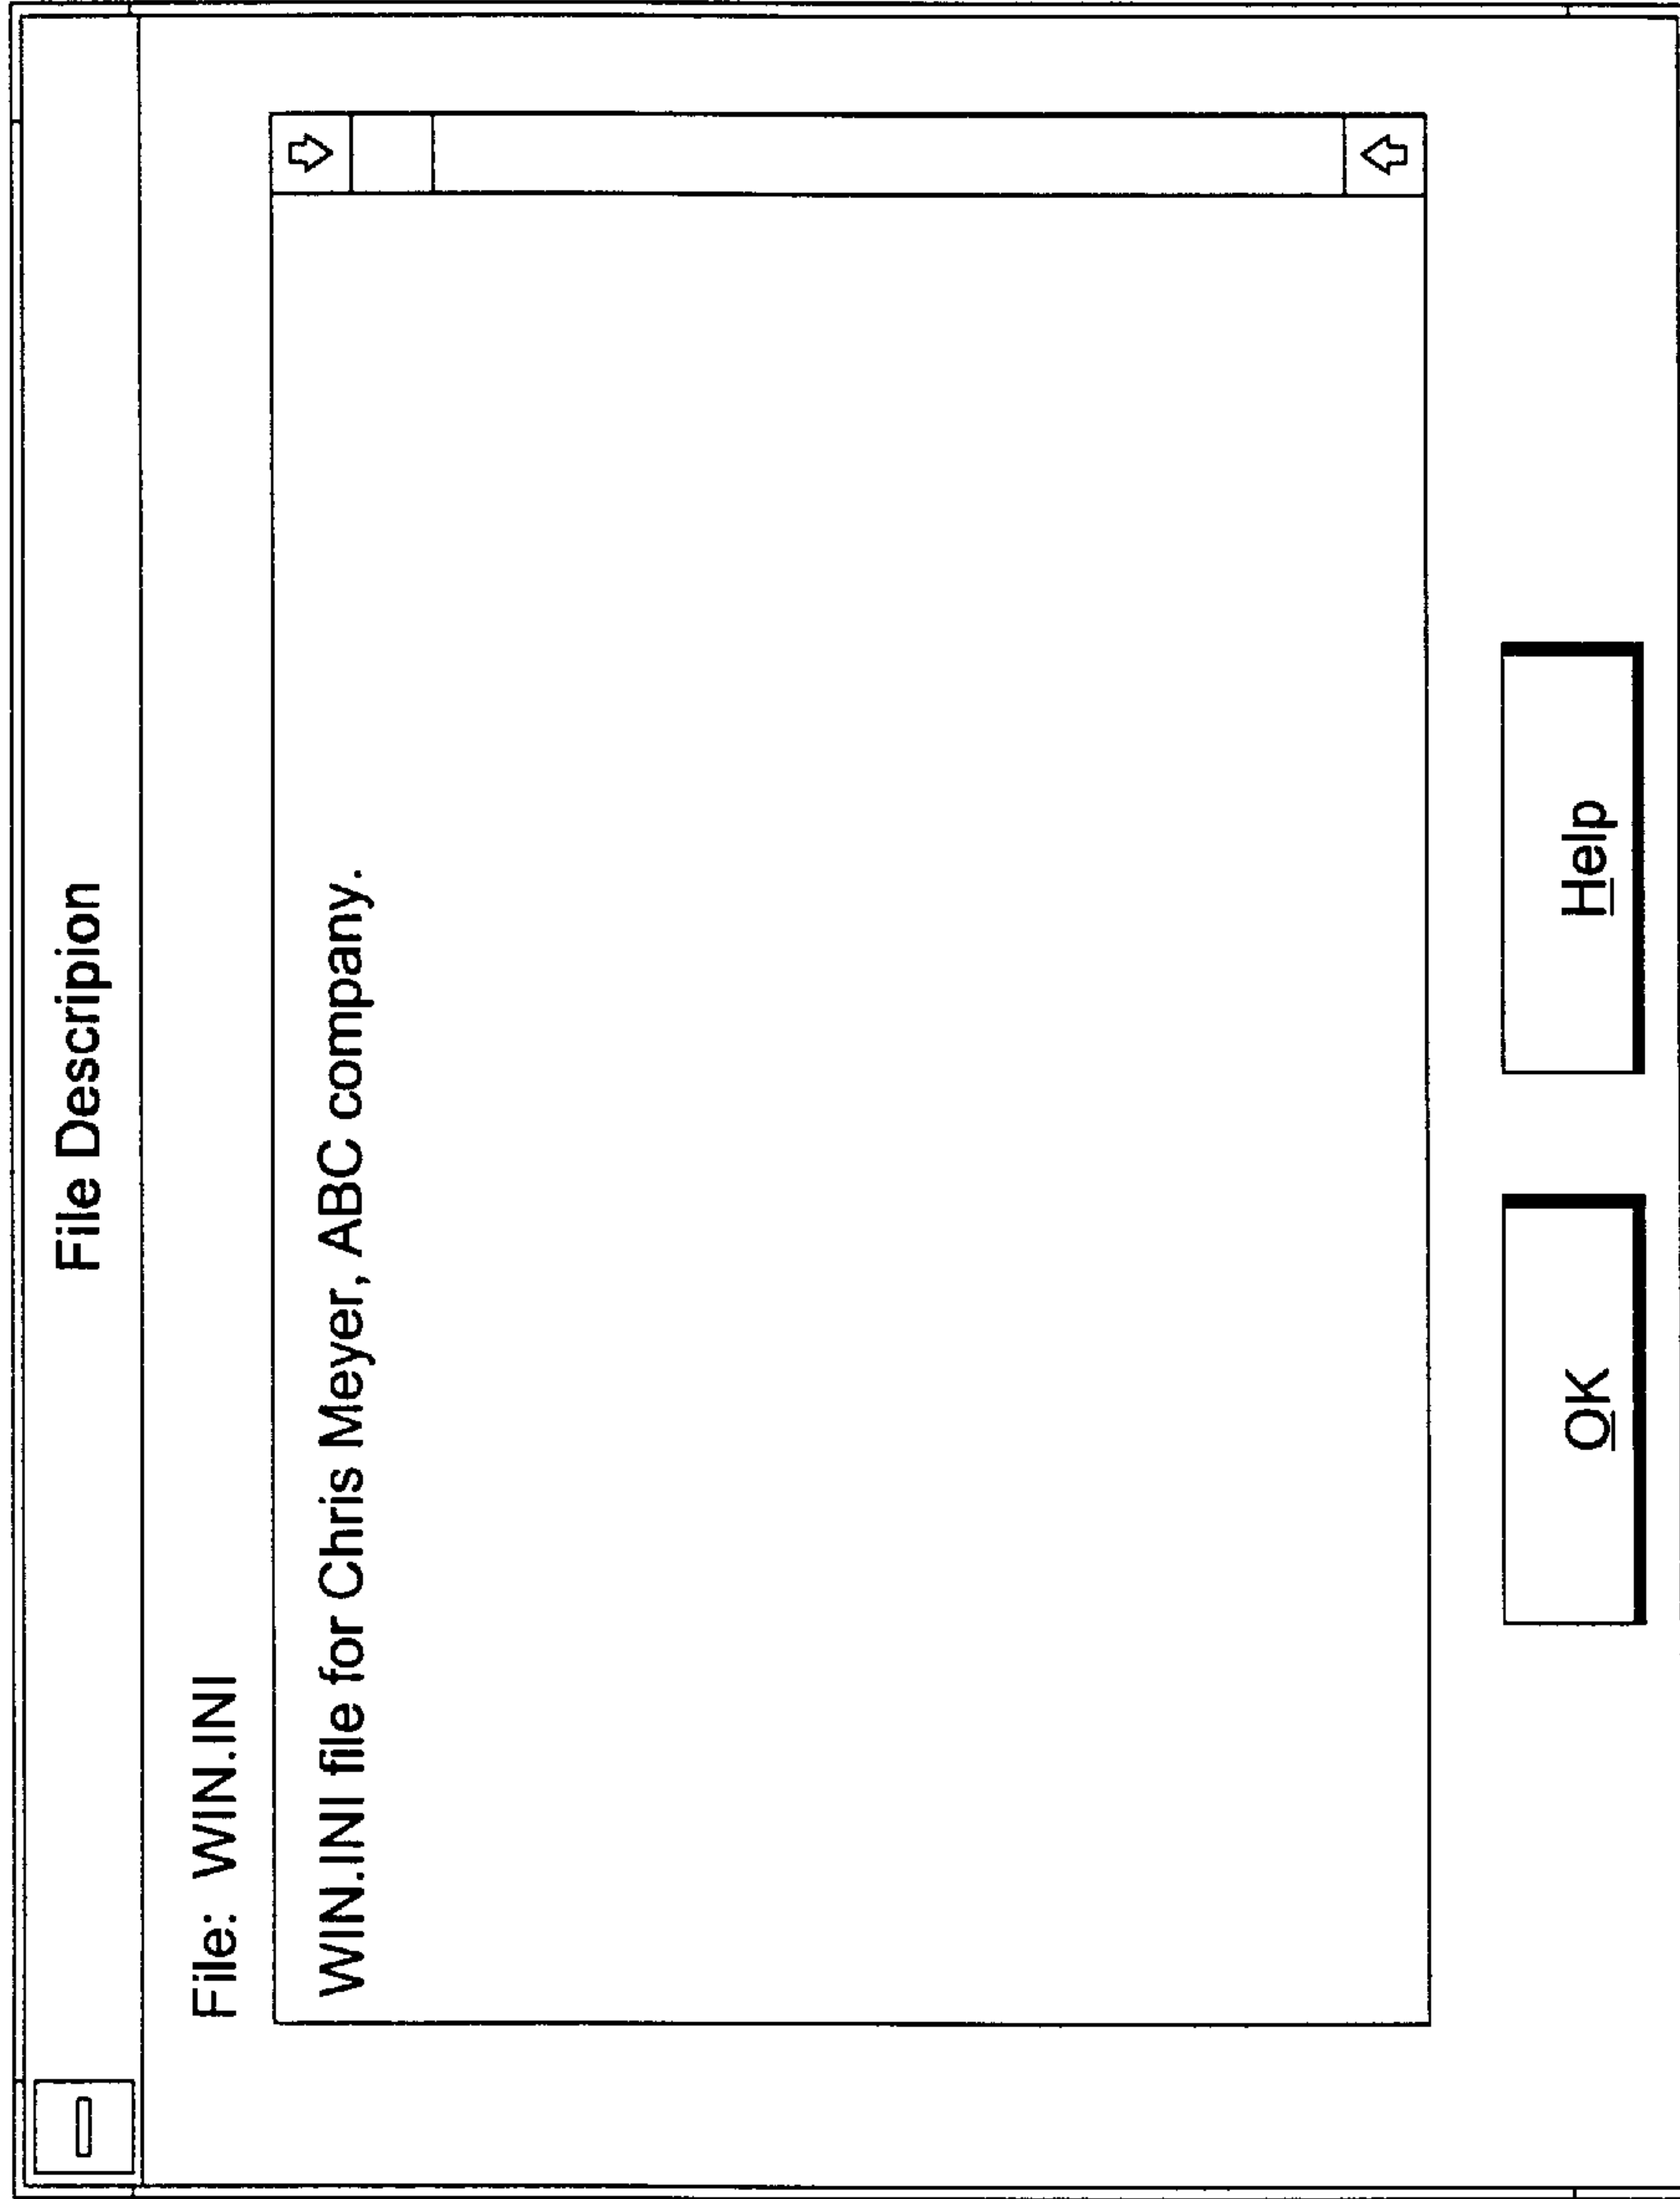 File Descripion
File: WIN.INI
WIN.INI file for Chris Meyer, ABC company.
OK
Help